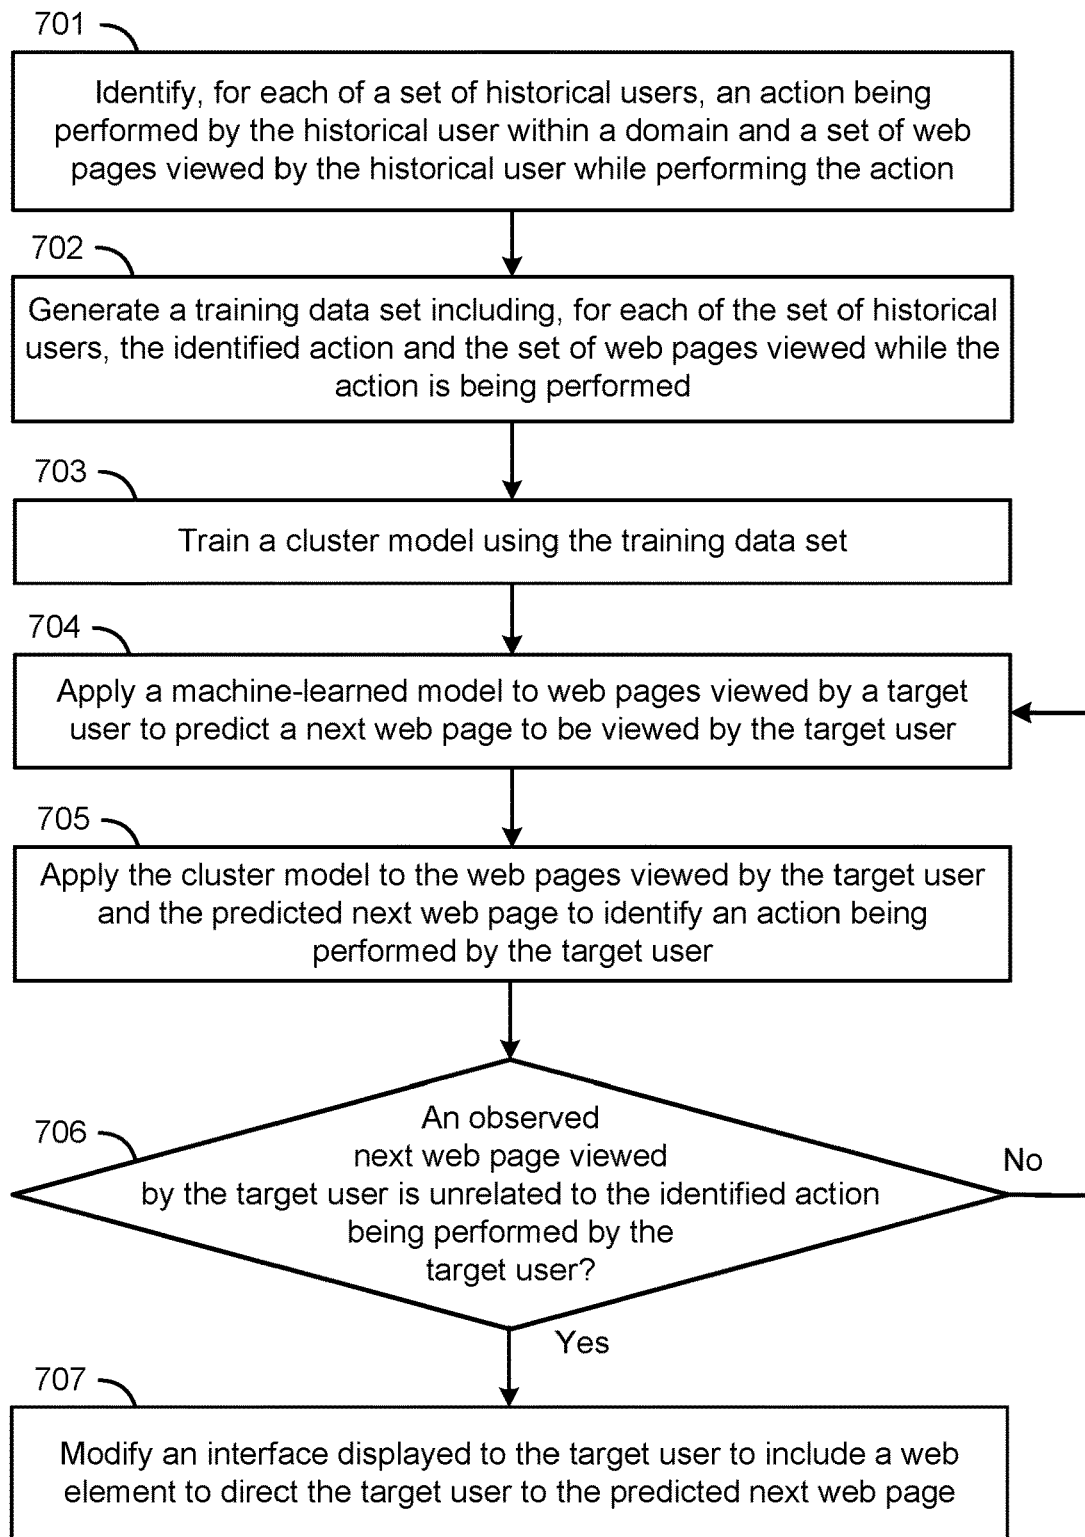 701
Identify, for each of a set of historical users, an action being
performed by the historical user within a domain and a set of web
pages viewed by the historical user while performing the action
702
Generate a training data set including, for each of the set of historical
users, the identified action and the set of web pages viewed while the
action is being performed
703
Train a cluster model using the training data set
704
Apply a machine-learned model to web pages viewed by a target
user to predict a next web page to be viewed by the target user
705
Apply the cluster model to the web pages viewed by the target user
and the predicted next web page to identify an action being
performed by the target user
706
An observed
next web page viewed
by the target user is unrelated to the identified action
being performed by the
target user?
No
Yes
707
Modify an interface displayed to the target user to include a web
element to direct the target user to the predicted next web page